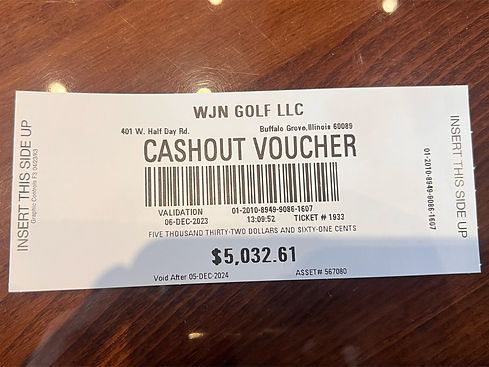 WJN GOLF LLC
401 W. Half Day Rd. Buffalo Grove,Illinois 60089
CASHOUT VOUCHER
VALIDATION 01-2010-8949-9086-1607
06-DEC-2023 13:09:52 TICKET # 1933
FIVE THOUSAND THIRTY-TWO DOLLARS AND SIXTY-ONE CENTS
$5,032.61
Void After 05-DEC-2024 ASSET# 567080
INSERT THIS SIDE UP
Graphic Controls F3 0423/X3
INSERT THIS SIDE UP
01-2010-8949-9086-1607